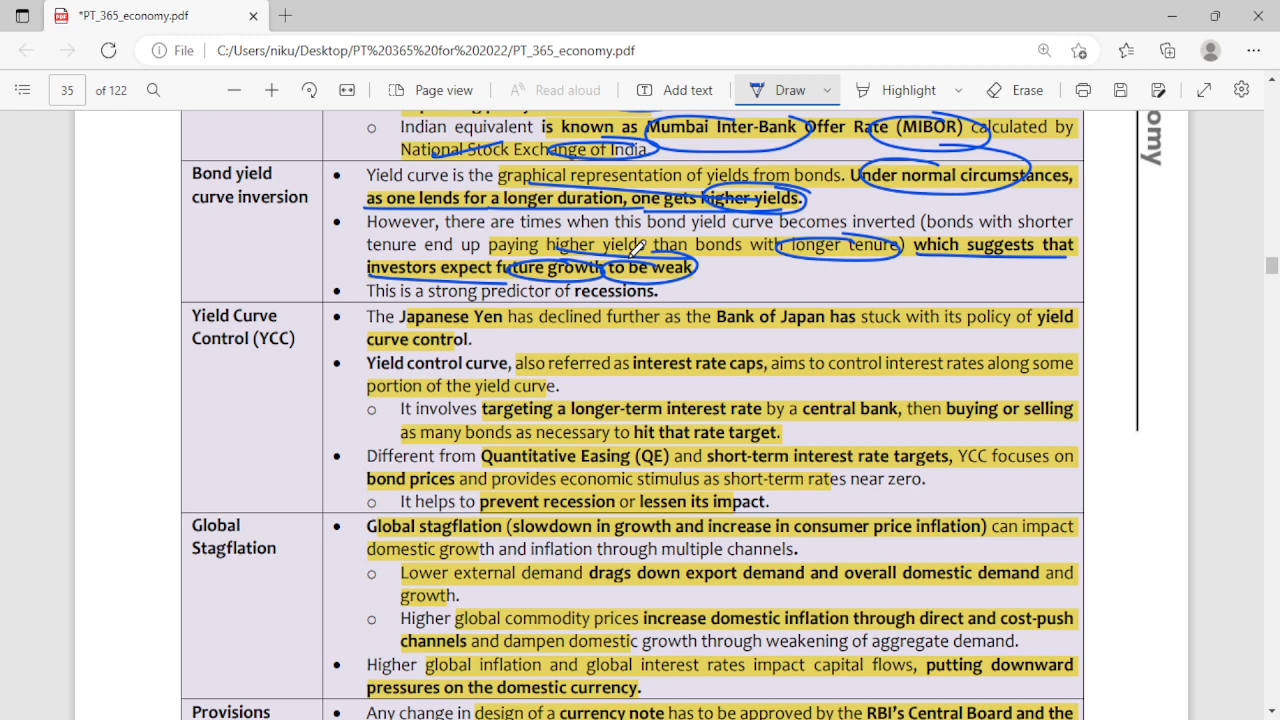 *PT_365_economy.pdf
File
C:/Users/niku/Desktop/PT%20365%20for%202022/PT_365_economy.pdf
35 of 122
Page view
Read aloud
Add text
Draw
Highlight
Erase
Indian equivalent is known as Mumbai Inter-Bank Offer Rate (MIBOR) calculated by
National Stock Exchange of India.
omy
Bond yield
curve inversion
• Yield curve is the graphical representation of yields from bonds. Under normal circumstances,
as one lends for a longer duration, one gets higher yields.
• However, there are times when this bond yield curve becomes inverted (bonds with shorter
tenure end up paying higher yield than bonds with longer tenure) which suggests that
investors expect future growth to be weak
• This is a strong predictor of recessions.
Yield Curve
Control (YCC)
• The Japanese Yen has declined further as the Bank of Japan has stuck with its policy of yield
curve control.
• Yield control curve, also referred as interest rate caps, aims to control interest rates along some
portion of the yield curve.
o It involves targeting a longer-term interest rate by a central bank, then buying or selling
as many bonds as necessary to hit that rate target.
• Different from Quantitative Easing (QE) and short-term interest rate targets, YCC focuses on
bond prices and provides economic stimulus as short-term rates near zero.
o It helps to prevent recession or lessen its impact.
Global
Stagflation
• Global stagflation (slowdown in growth and increase in consumer price inflation) can impact
domestic growth and inflation through multiple channels.
o Lower external demand drags down export demand and overall domestic demand and
growth.
o Higher global commodity prices increase domestic inflation through direct and cost-push
channels and dampen domestic growth through weakening of aggregate demand.
• Higher global inflation and global interest rates impact capital flows, putting downward
pressures on the domestic currency.
Provisions
• Any change in design of a currency note has to be approved by the RBI's Central Board and the